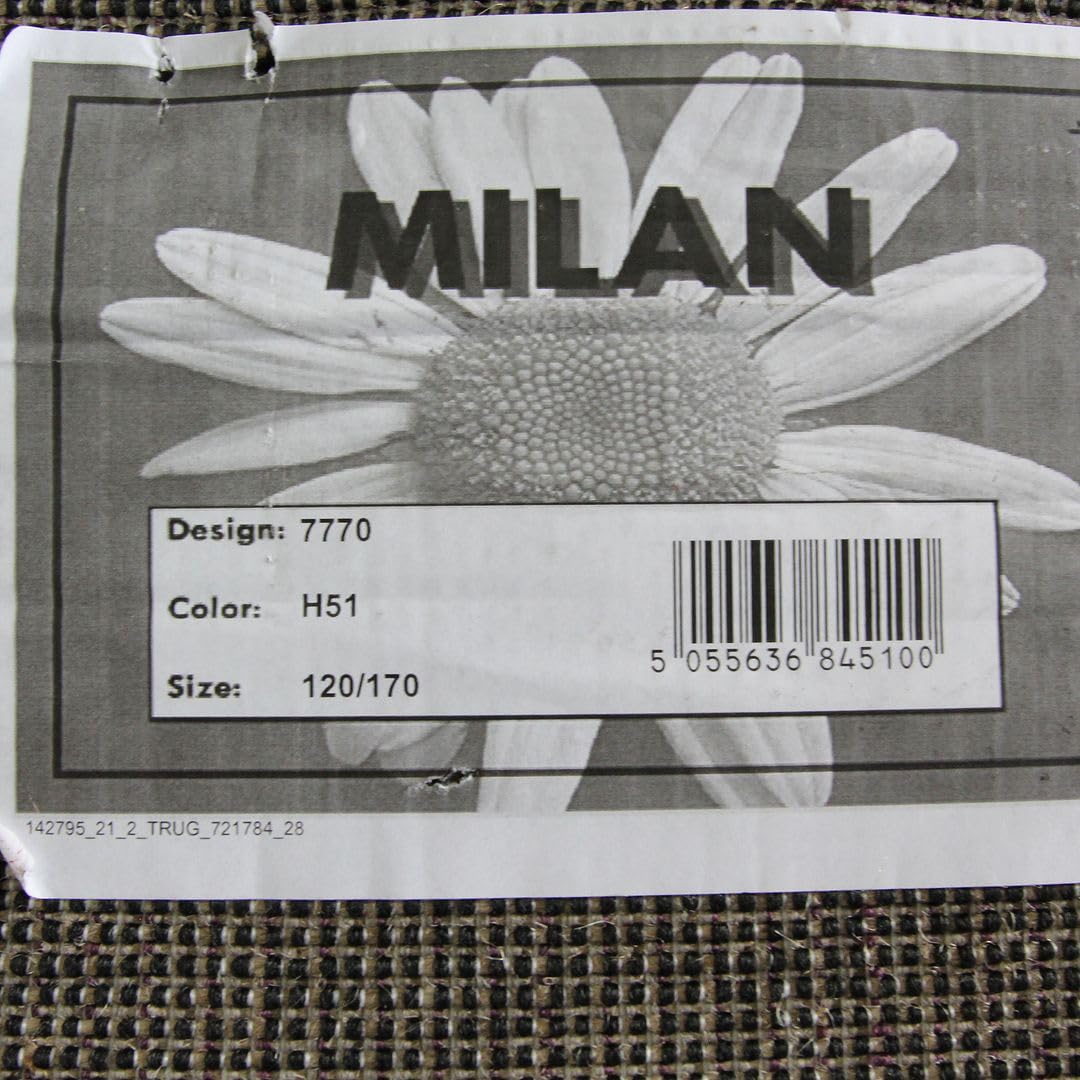 MILAN
Design: 7770
Color: H51
Size: 120/170
5 055636 845100
142795_21_2_TRUG_721784_28